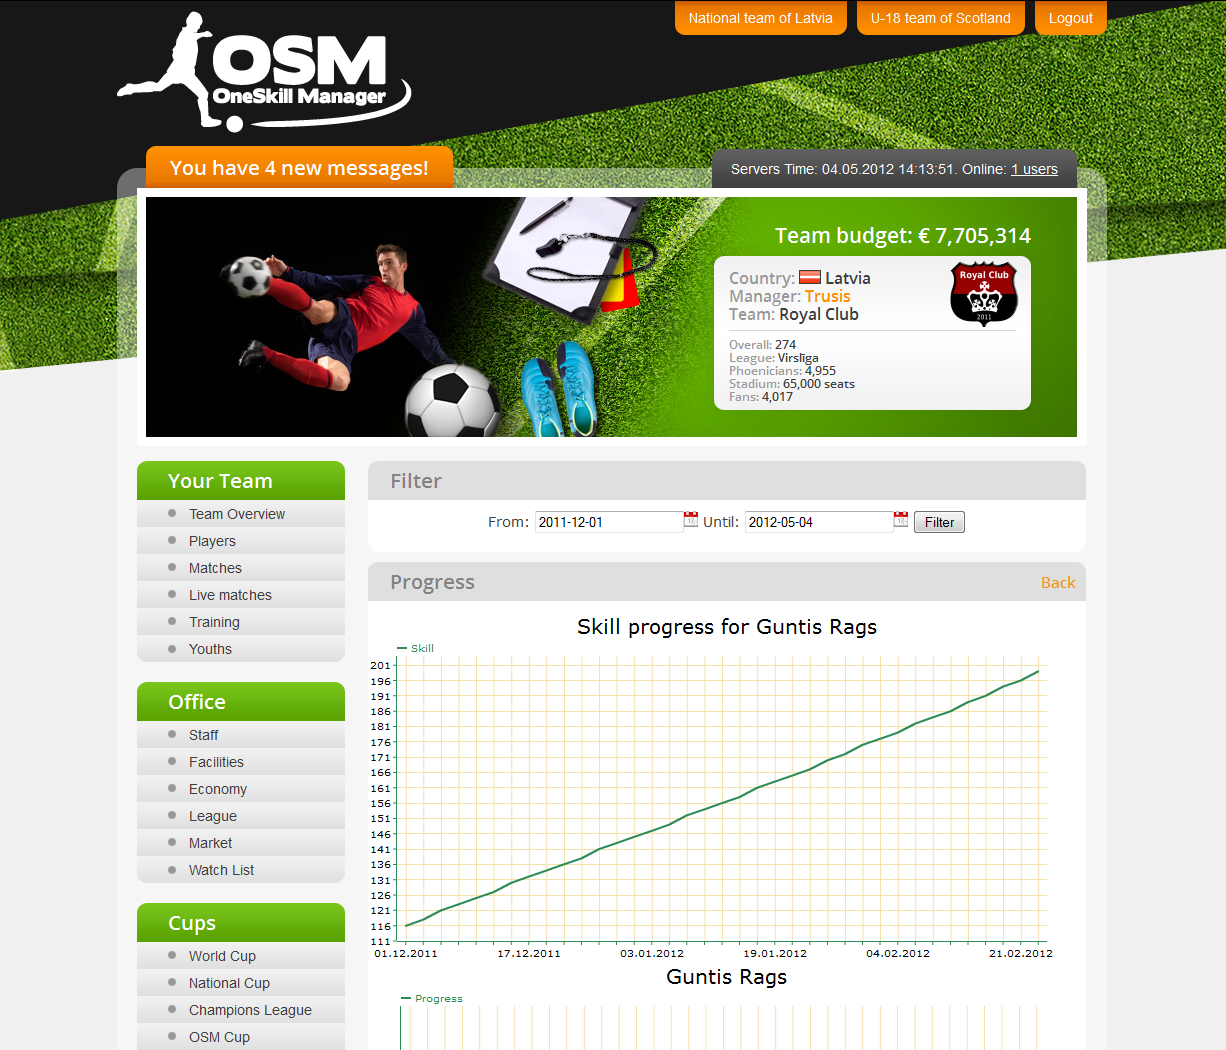 National team of Latvia
U-18 team of Scotland
Logout
OSM
OneSkill Manager
You have 4 new messages!
Servers Time: 04.05.2012 14:13:51. Online: 1 users
Team budget: € 7,705,314
Country: Latvia
Manager: Trusis
Team: Royal Club
Royal Club
2011
Overall: 274
League: Virsliga
Phoenicians: 4,955
Stadium: 65,000 seats
Fans: 4,017
Your Team
Team Overview
Players
Matches
Live matches
Training
Youths
Office
Staff
Facilities
Economy
League
Market
Watch List
Cups
World Cup
National Cup
Champions League
OSM Cup
Filter
From: 2011-12-01 Until: 2012-05-04 Filter
Progress
Back
Skill progress for Guntis Rags
Skill
201
196
191
186
181
176
171
166
161
156
151
146
141
136
131
126
121
116
111
01.12.2011 17.12.2011 03.01.2012 19.01.2012 04.02.2012 21.02.2012
Guntis Rags
Progress